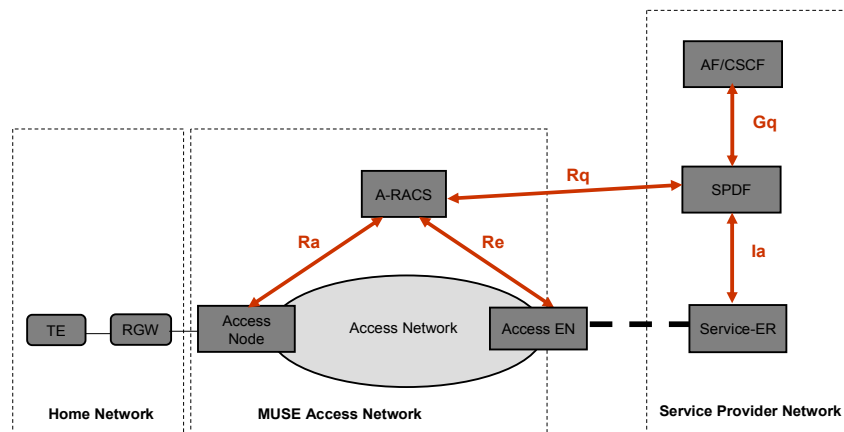 AF/CSCF
Gq
Rq
A-RACS
SPDF
Ra
Re
Ia
TE
RGW
Access
Node
Access Network
Access EN
Service-ER
Home Network
MUSE Access Network
Service Provider Network